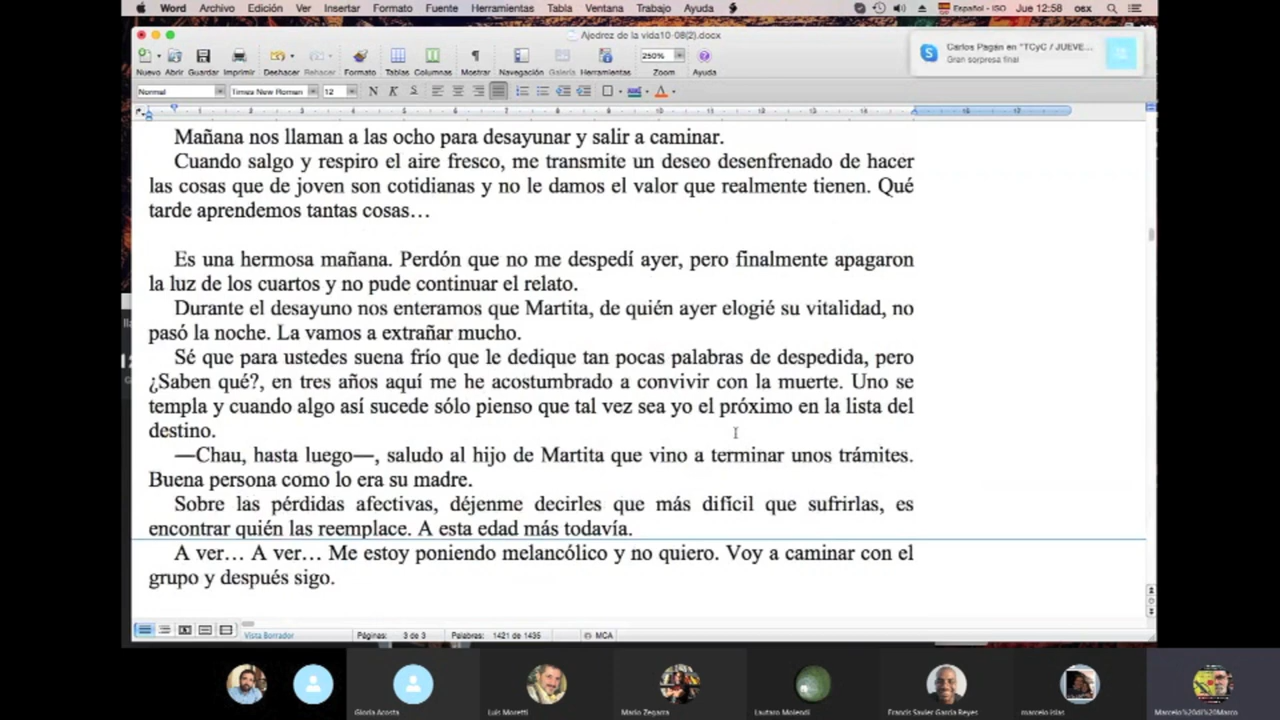 Word Archivo Edición Ver Insertar Formato Fuente Herramientas Tabla Ventana Trabajo Ayuda Español - ISO Jue 12:58 osx
Ajedrez de la vida10-08(2).docx
Carlos Pagán en "TCyC / JUEVE...
Gran sorpresa final
250%
Nuevo Abrir Guardar Imprimir Deshacer Rehacer Formato Tablas Columnas Mostrar Navegación Galería Herramientas Zoom Ayuda
Normal Times New Roman 12 N K S
Mañana nos llaman a las ocho para desayunar y salir a caminar.
Cuando salgo y respiro el aire fresco, me transmite un deseo desenfrenado de hacer
las cosas que de joven son cotidianas y no le damos el valor que realmente tienen. Qué
tarde aprendemos tantas cosas…
Es una hermosa mañana. Perdón que no me despedí ayer, pero finalmente apagaron
la luz de los cuartos y no pude continuar el relato.
Durante el desayuno nos enteramos que Martita, de quién ayer elogié su vitalidad, no
pasó la noche. La vamos a extrañar mucho.
Sé que para ustedes suena frío que le dedique tan pocas palabras de despedida, pero
¿Saben qué?, en tres años aquí me he acostumbrado a convivir con la muerte. Uno se
templa y cuando algo así sucede sólo pienso que tal vez sea yo el próximo en la lista del
destino.
—Chau, hasta luego—, saludo al hijo de Martita que vino a terminar unos trámites.
Buena persona como lo era su madre.
Sobre las pérdidas afectivas, déjenme decirles que más difícil que sufrirlas, es
encontrar quién las reemplace. A esta edad más todavía.
A ver… A ver… Me estoy poniendo melancólico y no quiero. Voy a caminar con el
grupo y después sigo.
Vista Borrador Páginas: 3 de 3 Palabras: 1421 de 1435 MCA
Gloria Acosta Luis Moretti Mario Zegarra Lautaro Molendi Francis Savier Garcia Reyes marcelo islas Marcelo%20di%20Marco